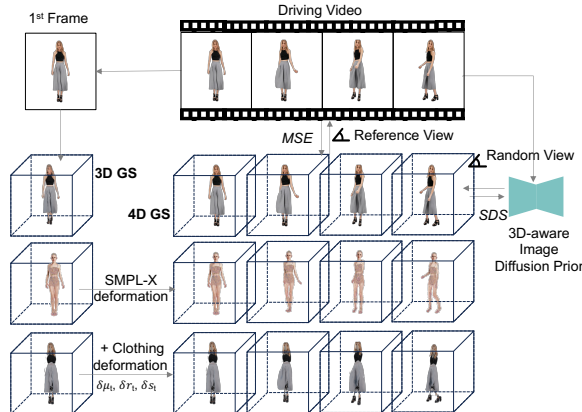 Driving Video
1st Frame
MSE
Reference View
Random View
3D GS
4D GS
SDS
3D-aware
Image
Diffusion Prior
SMPL-X
deformation
+ Clothing
deformation
δμt, δrt, δst